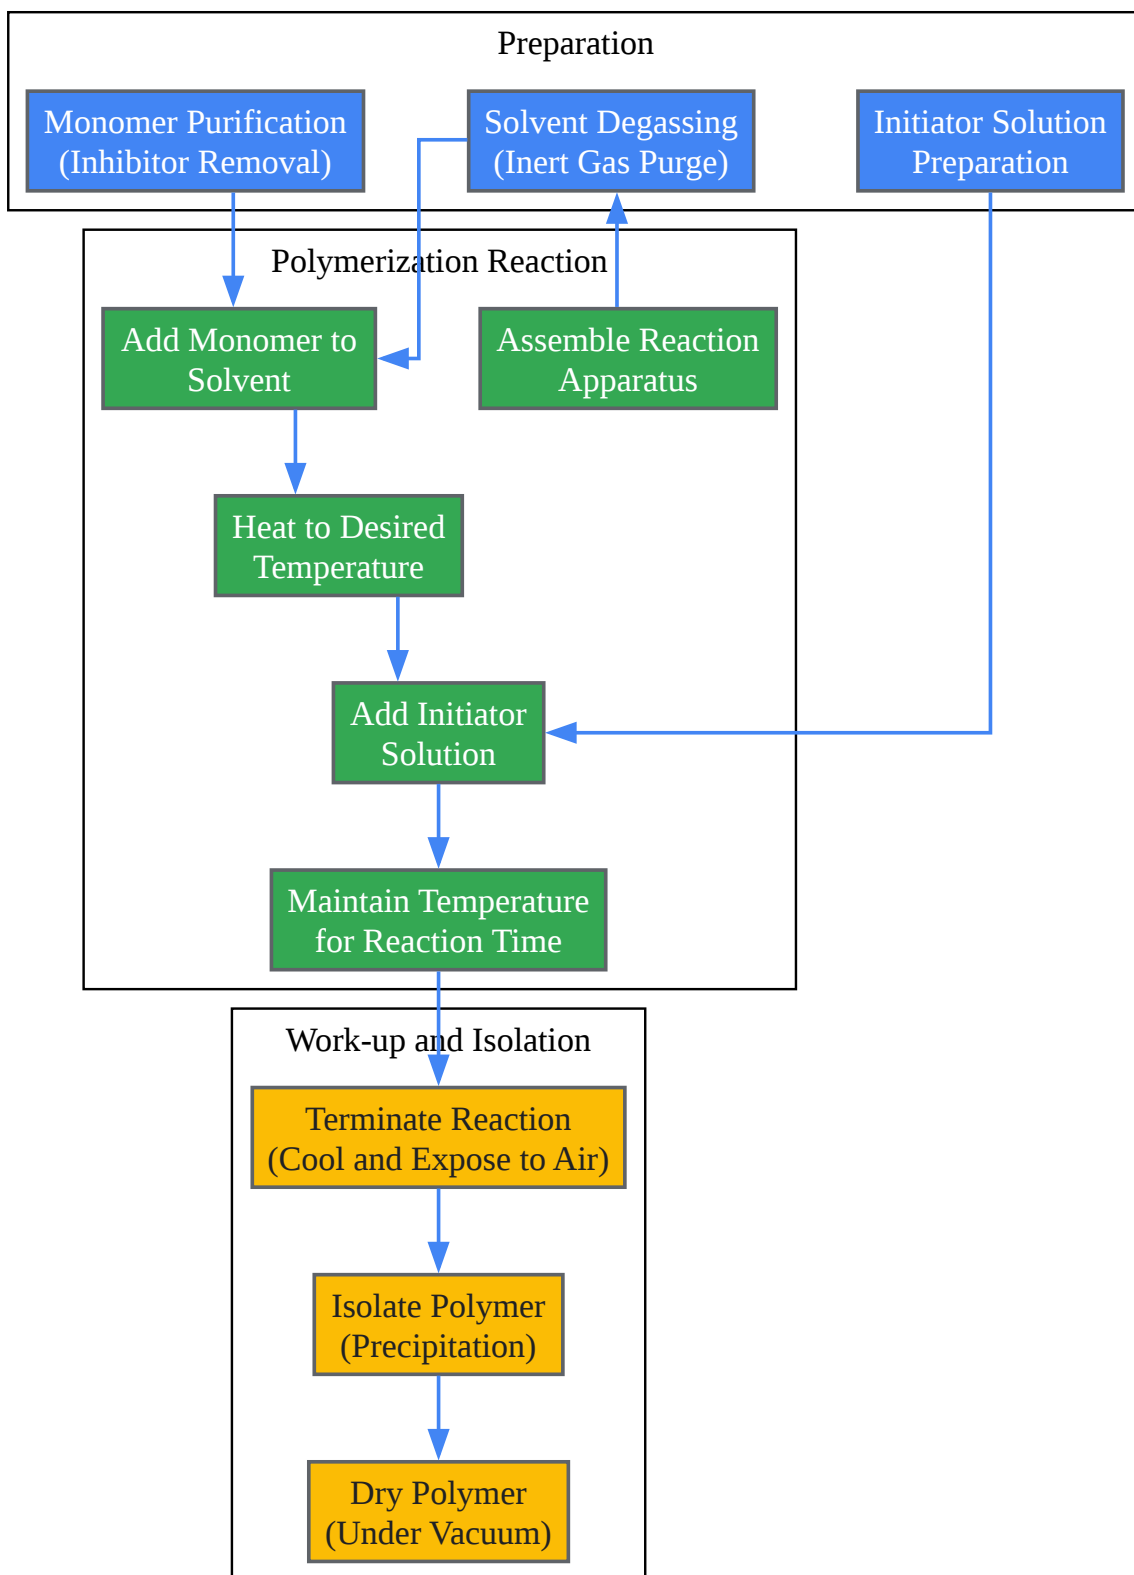 Preparation
Monomer Purification
(Inhibitor Removal)
Solvent Degassing
(Inert Gas Purge)
Initiator Solution
Preparation
Polymerization Reaction
Add Monomer to
Solvent
Assemble Reaction
Apparatus
Heat to Desired
Temperature
Add Initiator
Solution
Maintain Temperature
for Reaction Time
Work-up and Isolation
Terminate Reaction
(Cool and Expose to Air)
Isolate Polymer
(Precipitation)
Dry Polymer
(Under Vacuum)